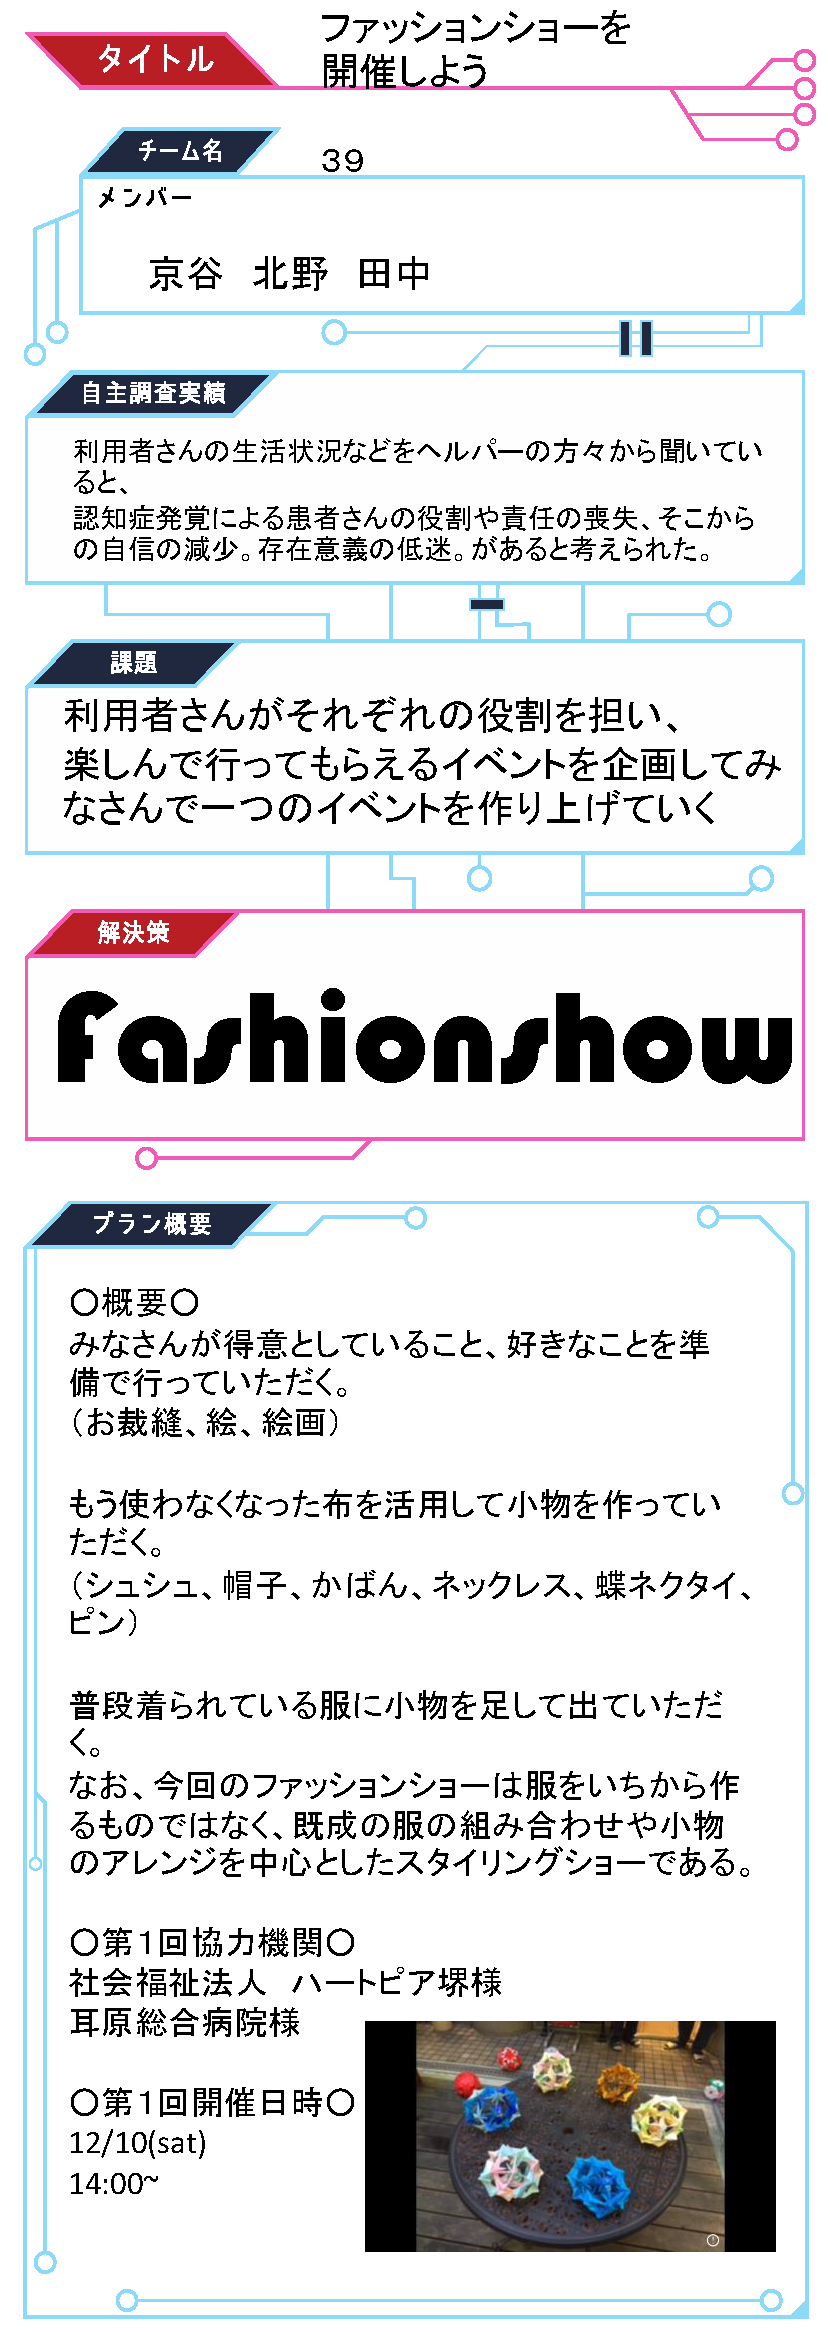 ファッションショーを
開催しよう
タイトル
チーム名
39
メンバー
京谷　北野　田中
自主調査実績
利用者さんの生活状況などをヘルパーの方々から聞いてい
ると、
認知症発覚による患者さんの役割や責任の喪失、そこから
の自信の減少。存在意義の低迷。があると考えられた。
課題
利用者さんがそれぞれの役割を担い、
楽しんで行ってもらえるイベントを企画してみ
なさんで一つのイベントを作り上げていく
解決策
Fashionshow
プラン概要
〇概要〇
みなさんが得意としていること、好きなことを準
備で行っていただく。
（お裁縫、絵、絵画）
もう使わなくなった布を活用して小物を作ってい
ただく。
（シュシュ、帽子、かばん、ネックレス、蝶ネクタイ、
ピン）
普段着られている服に小物を足して出ていただ
く。
なお、今回のファッションショーは服をいちから作
るものではなく、既成の服の組み合わせや小物
のアレンジを中心としたスタイリングショーである。
〇第１回協力機関〇
社会福祉法人　ハートピア堺様
耳原総合病院様
〇第１回開催日時〇
12/10(sat)
14:00~